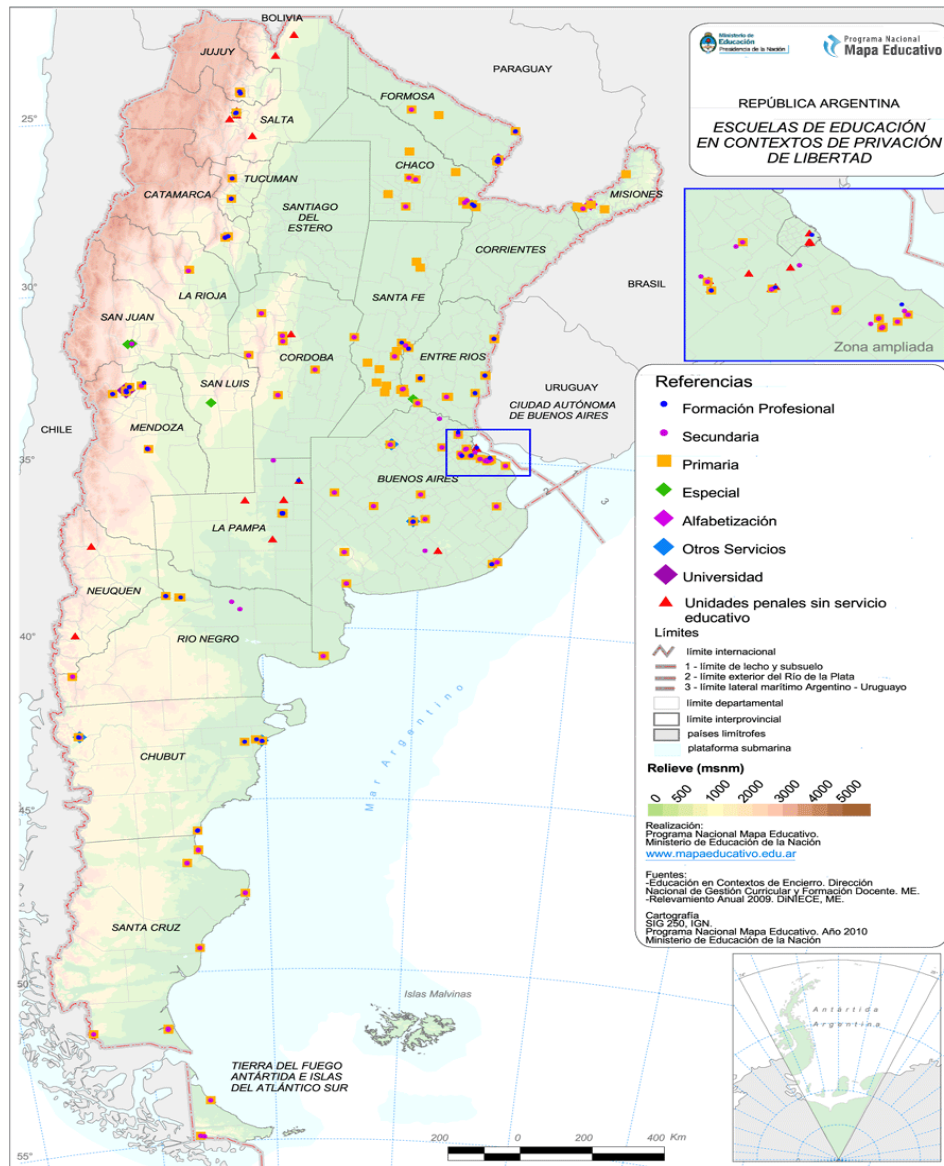 BOLIVIA
JUJUY
PARAGUAY
FORMOSA
25°
SALTA
CHACO
TUCUMAN
MISIONES
CATAMARCA
SANTIAGO
DEL
ESTERO
CORRIENTES
LA RIOJA
SANTA FE
BRASIL
30°
SAN JUAN
ENTRE RIOS
CORDOBA
SAN LUIS
URUGUAY
CIUDAD AUTÓNOMA
DE BUENOS AIRES
MENDOZA
CHILE
35°
BUENOS AIRES
1
2
3
LA PAMPA
NEUQUEN
40°
RIO NEGRO
Mar Argentino
CHUBUT
45°
SANTA CRUZ
50°
Islas Malvinas
TIERRA DEL FUEGO
ANTÁRTIDA E ISLAS
DEL ATLÁNTICO SUR
200 0 200 400 Km
55°
Ministerio de
Educación
Presidencia de la Nación
Programa Nacional
Mapa Educativo
REPÚBLICA ARGENTINA
ESCUELAS DE EDUCACIÓN
EN CONTEXTOS DE PRIVACIÓN
DE LIBERTAD
Zona ampliada
Referencias
Formación Profesional
Secundaria
Primaria
Especial
Alfabetización
Otros Servicios
Universidad
Unidades penales sin servicio
educativo
Límites
límite internacional
1 - límite de lecho y subsuelo
2 - límite exterior del Río de la Plata
3 - límite lateral marítimo Argentino - Uruguayo
límite departamental
límite interprovincial
países limítrofes
plataforma submarina
Relieve (msnm)
0 500 1000 2000 3000 4000 5000
Realización:
Programa Nacional Mapa Educativo.
Ministerio de Educación de la Nación
www.mapaeducativo.edu.ar
Fuentes:
-Educación en Contextos de Encierro. Dirección
Nacional de Gestión Curricular y Formación Docente. ME.
-Relevamiento Anual 2009. DiNIECE, ME.
Cartografía
SIG 250, IGN.
Programa Nacional Mapa Educativo. Año 2010
Ministerio de Educación de la Nación
Antártida
Argentina